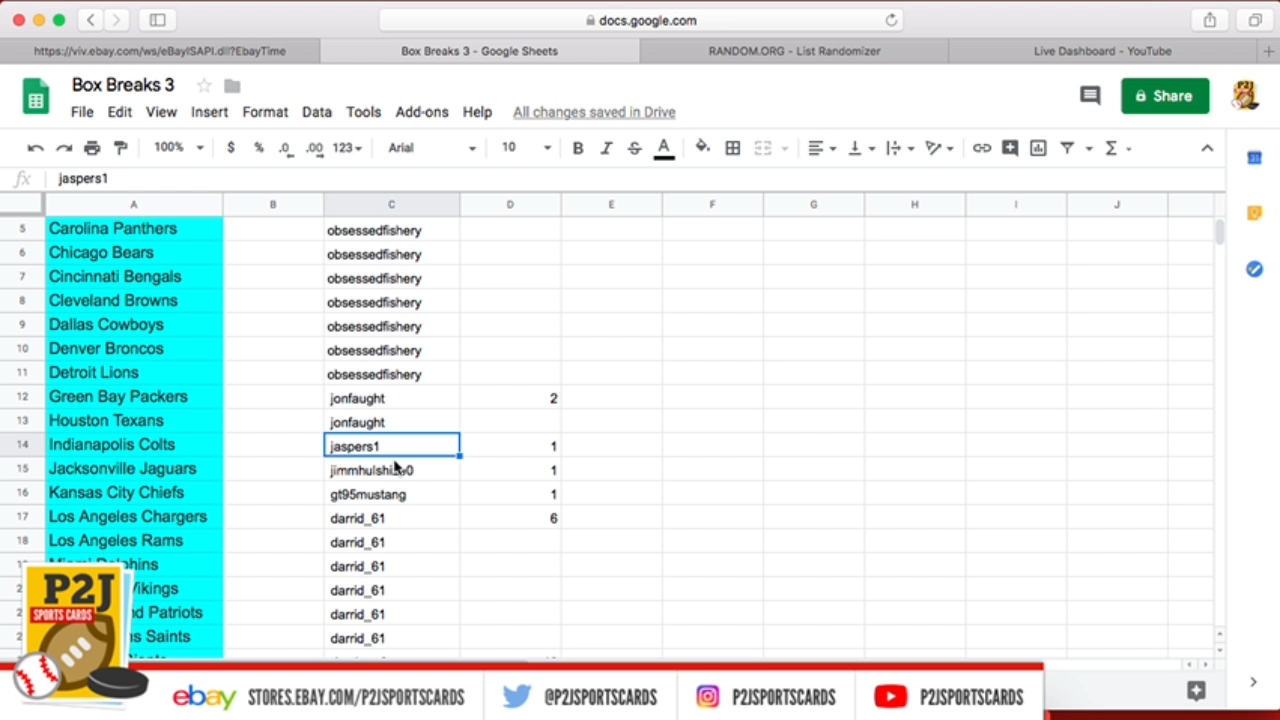 docs.google.com
https://viv.ebay.com/ws/eBayISAPI.dll?EbayTime Box Breaks 3 - Google Sheets RANDOM.ORG - List Randomizer Live Dashboard - YouTube
Box Breaks 3
File Edit View Insert Format Data Tools Add-ons Help All changes saved in Drive
Share
100% $ % .0 .00 123 Arial 10 B I S A
fx jaspers1
A B C D E F G H I J
5 Carolina Panthers obsessedfishery
6 Chicago Bears obsessedfishery
7 Cincinnati Bengals obsessedfishery
8 Cleveland Browns obsessedfishery
9 Dallas Cowboys obsessedfishery
10 Denver Broncos obsessedfishery
11 Detroit Lions obsessedfishery
12 Green Bay Packers jonfaught 2
13 Houston Texans jonfaught
14 Indianapolis Colts jaspers1 1
15 Jacksonville Jaguars 1
16 Kansas City Chiefs gt95mustang 1
17 Los Angeles Chargers darrid_61 6
18 Los Angeles Rams darrid_61
darrid_61
Vikings darrid_61
Patriots darrid_61
Saints darrid_61
P2J
SPORTS CARDS
ebay STORES.EBAY.COM/P2JSPORTSCARDS @P2JSPORTSCARDS P2JSPORTSCARDS P2JSPORTSCARDS